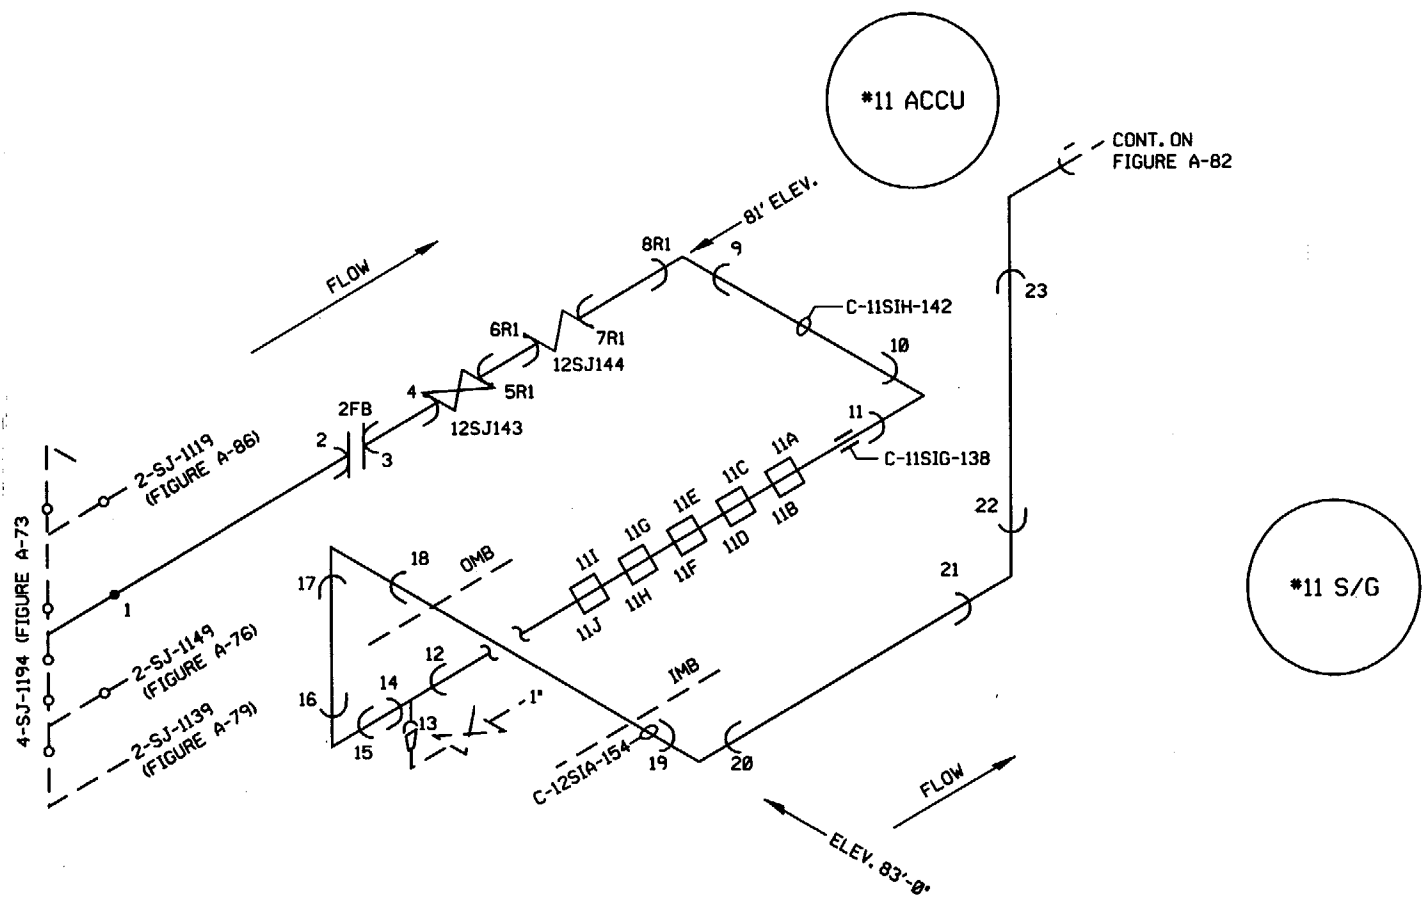 *11 ACCU
CONT. ON
FIGURE A-82
81' ELEV.
8R1
9
FLOW
23
C-11SIH-142
6R1
7R1
12SJ144
10
4
5R1
12SJ143
2FB
2
3
11
C-11SIG-138
2-SJ-1119
(FIGURE A-86)
11A
11B
11C
11D
11E
11F
11G
11H
11I
11J
22
21
4-SJ-1194 (FIGURE A-73
1
17
18
OMB
*11 S/G
2-SJ-1149
(FIGURE A-76)
12
IMB
16
14
13
1"
2-SJ-1139
(FIGURE A-79)
15
C-12SIA-154
19
20
FLOW
ELEV. 83'-0"